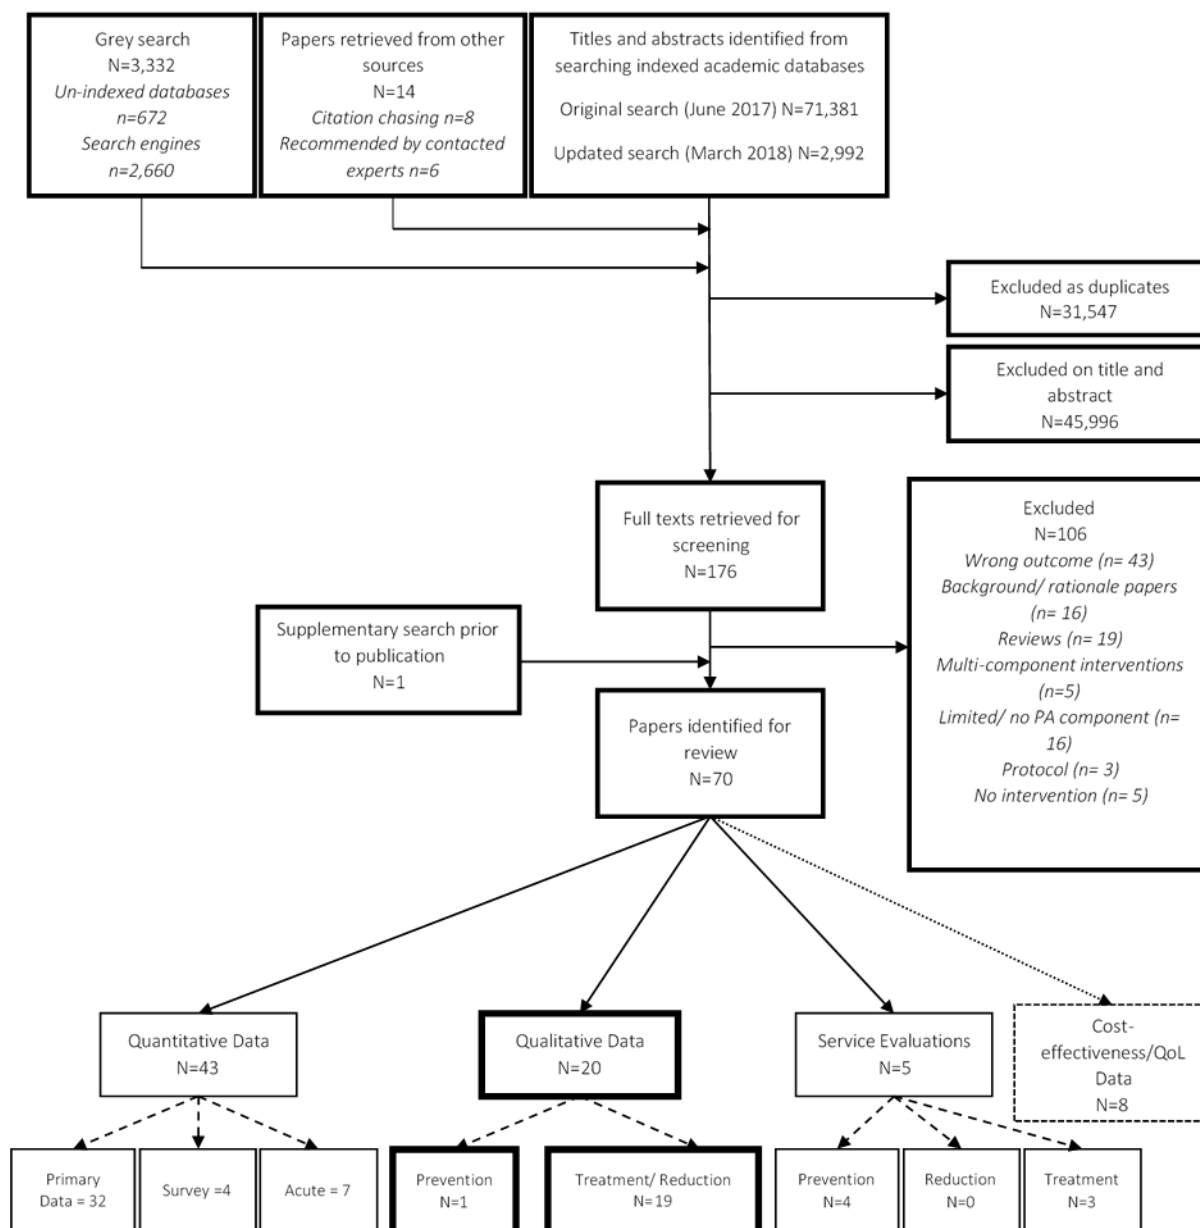 Grey search
N=3,332
Un-indexed databases
n=672
Search engines
n=2,660
Papers retrieved from other
sources
N=14
Citation chasing n=8
Recommended by contacted
experts n=6
Titles and abstracts identified from
searching indexed academic databases
Original search (June 2017) N=71,381
Updated search (March 2018) N=2,992
Excluded as duplicates
N=31,547
Excluded on title and
abstract
N=45,996
Full texts retrieved for
screening
N=176
Excluded
N=106
Wrong outcome (n= 43)
Background/ rationale papers
(n= 16)
Reviews (n= 19)
Multi-component interventions
(n=5)
Limited/ no PA component (n=
16)
Protocol (n= 3)
No intervention (n= 5)
Supplementary search prior
to publication
N=1
Papers identified for
review
N=70
Quantitative Data
N=43
Qualitative Data
N=20
Service Evaluations
N=5
Cost-
effectiveness/QoL
Data
N=8
Primary
Data = 32
Survey =4
Acute = 7
Prevention
N=1
Treatment/ Reduction
N=19
Prevention
N=4
Reduction
N=0
Treatment
N=3